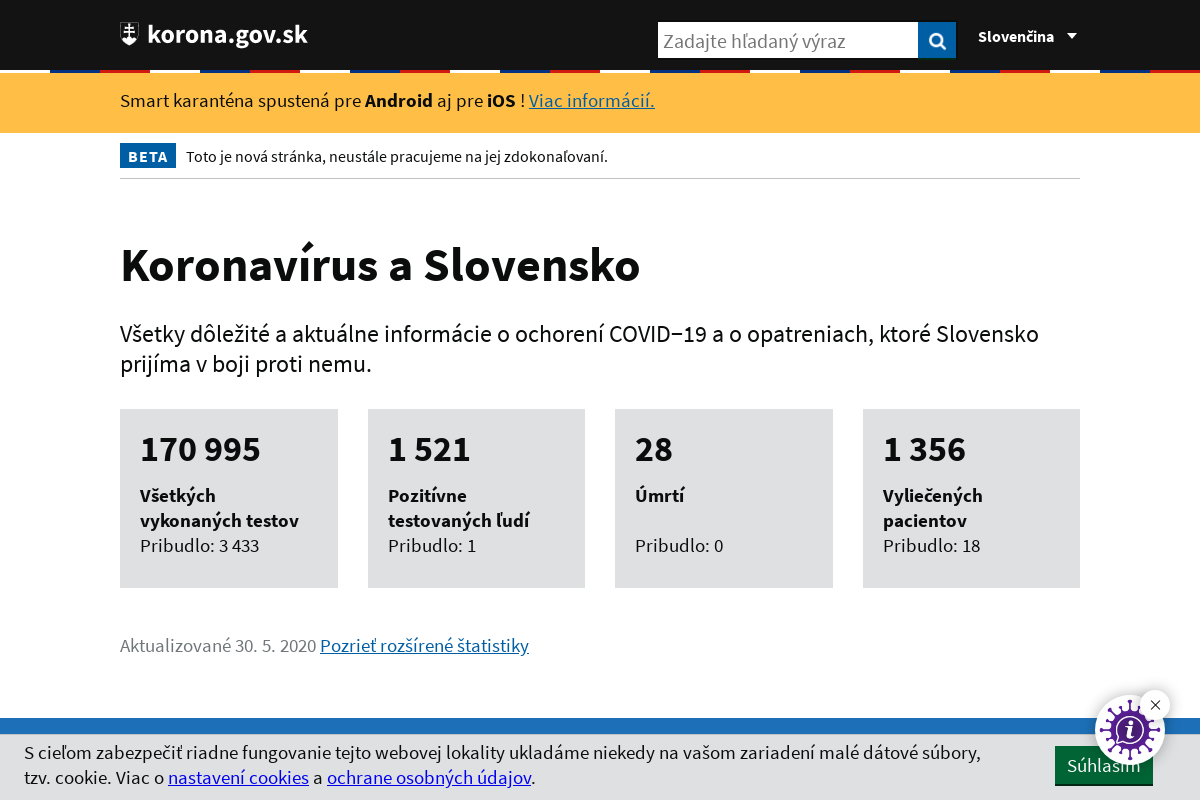 korona.gov.sk
Zadajte hľadaný výraz
Slovenčina
Smart karanténa spustená pre Android aj pre iOS ! Viac informácií.
BETA Toto je nová stránka, neustále pracujeme na jej zdokonaľovaní.
Koronavírus a Slovensko
Všetky dôležité a aktuálne informácie o ochorení COVID–19 a o opatreniach, ktoré Slovensko
prijíma v boji proti nemu.
170 995
Všetkých
vykonaných testov
Pribudlo: 3 433
1 521
Pozitívne
testovaných ľudí
Pribudlo: 1
28
Úmrtí
Pribudlo: 0
1 356
Vyliečených
pacientov
Pribudlo: 18
Aktualizované 30. 5. 2020 Pozrieť rozšírené štatistiky
S cieľom zabezpečiť riadne fungovanie tejto webovej lokality ukladáme niekedy na vašom zariadení malé dátové súbory,
tzv. cookie. Viac o nastavení cookies a ochrane osobných údajov.
Súhlasím